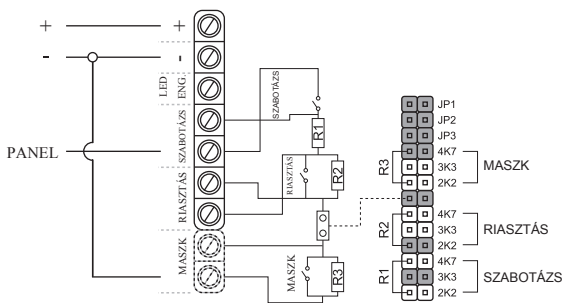 + +
- -
LED ENG.
SZABOTÁZS
PANEL
RIASZTÁS
MASZK
SZABOTÁZS
R1
RIASZTÁS
R2
MASZK
R3
JP1
JP2
JP3
R3
4K7
3K3
2K2
MASZK
R2
4K7
3K3
2K2
RIASZTÁS
R1
4K7
3K3
2K2
SZABOTÁZS